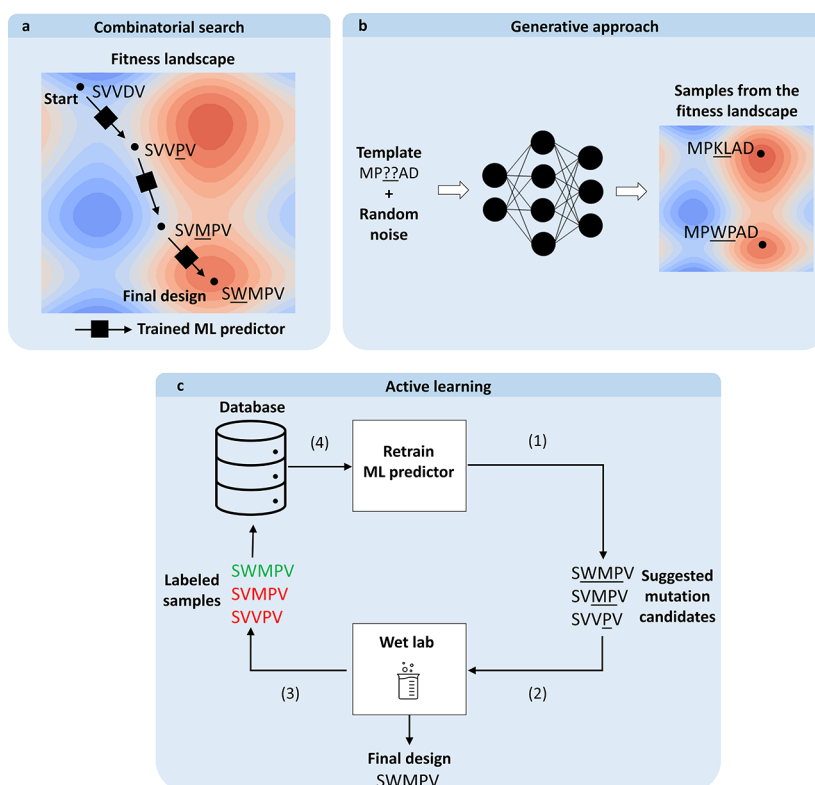 a
Combinatorial search
Fitness landscape
Start
SVVDV
SVVPV
SVMPV
Final design
SWMPV
Trained ML predictor
b
Generative approach
Template
MP??AD
+
Random
noise
Samples from the
fitness landscape
MPKLAD
MPWPAD
c
Active learning
Database
(4)
Retrain
ML predictor
(1)
Labeled
samples
SWMPV
SVMPV
SVVPV
SWMPV
SVMPV
SVVPV
Suggested
mutation
candidates
Wet lab
(3)
(2)
Final design
SWMPV